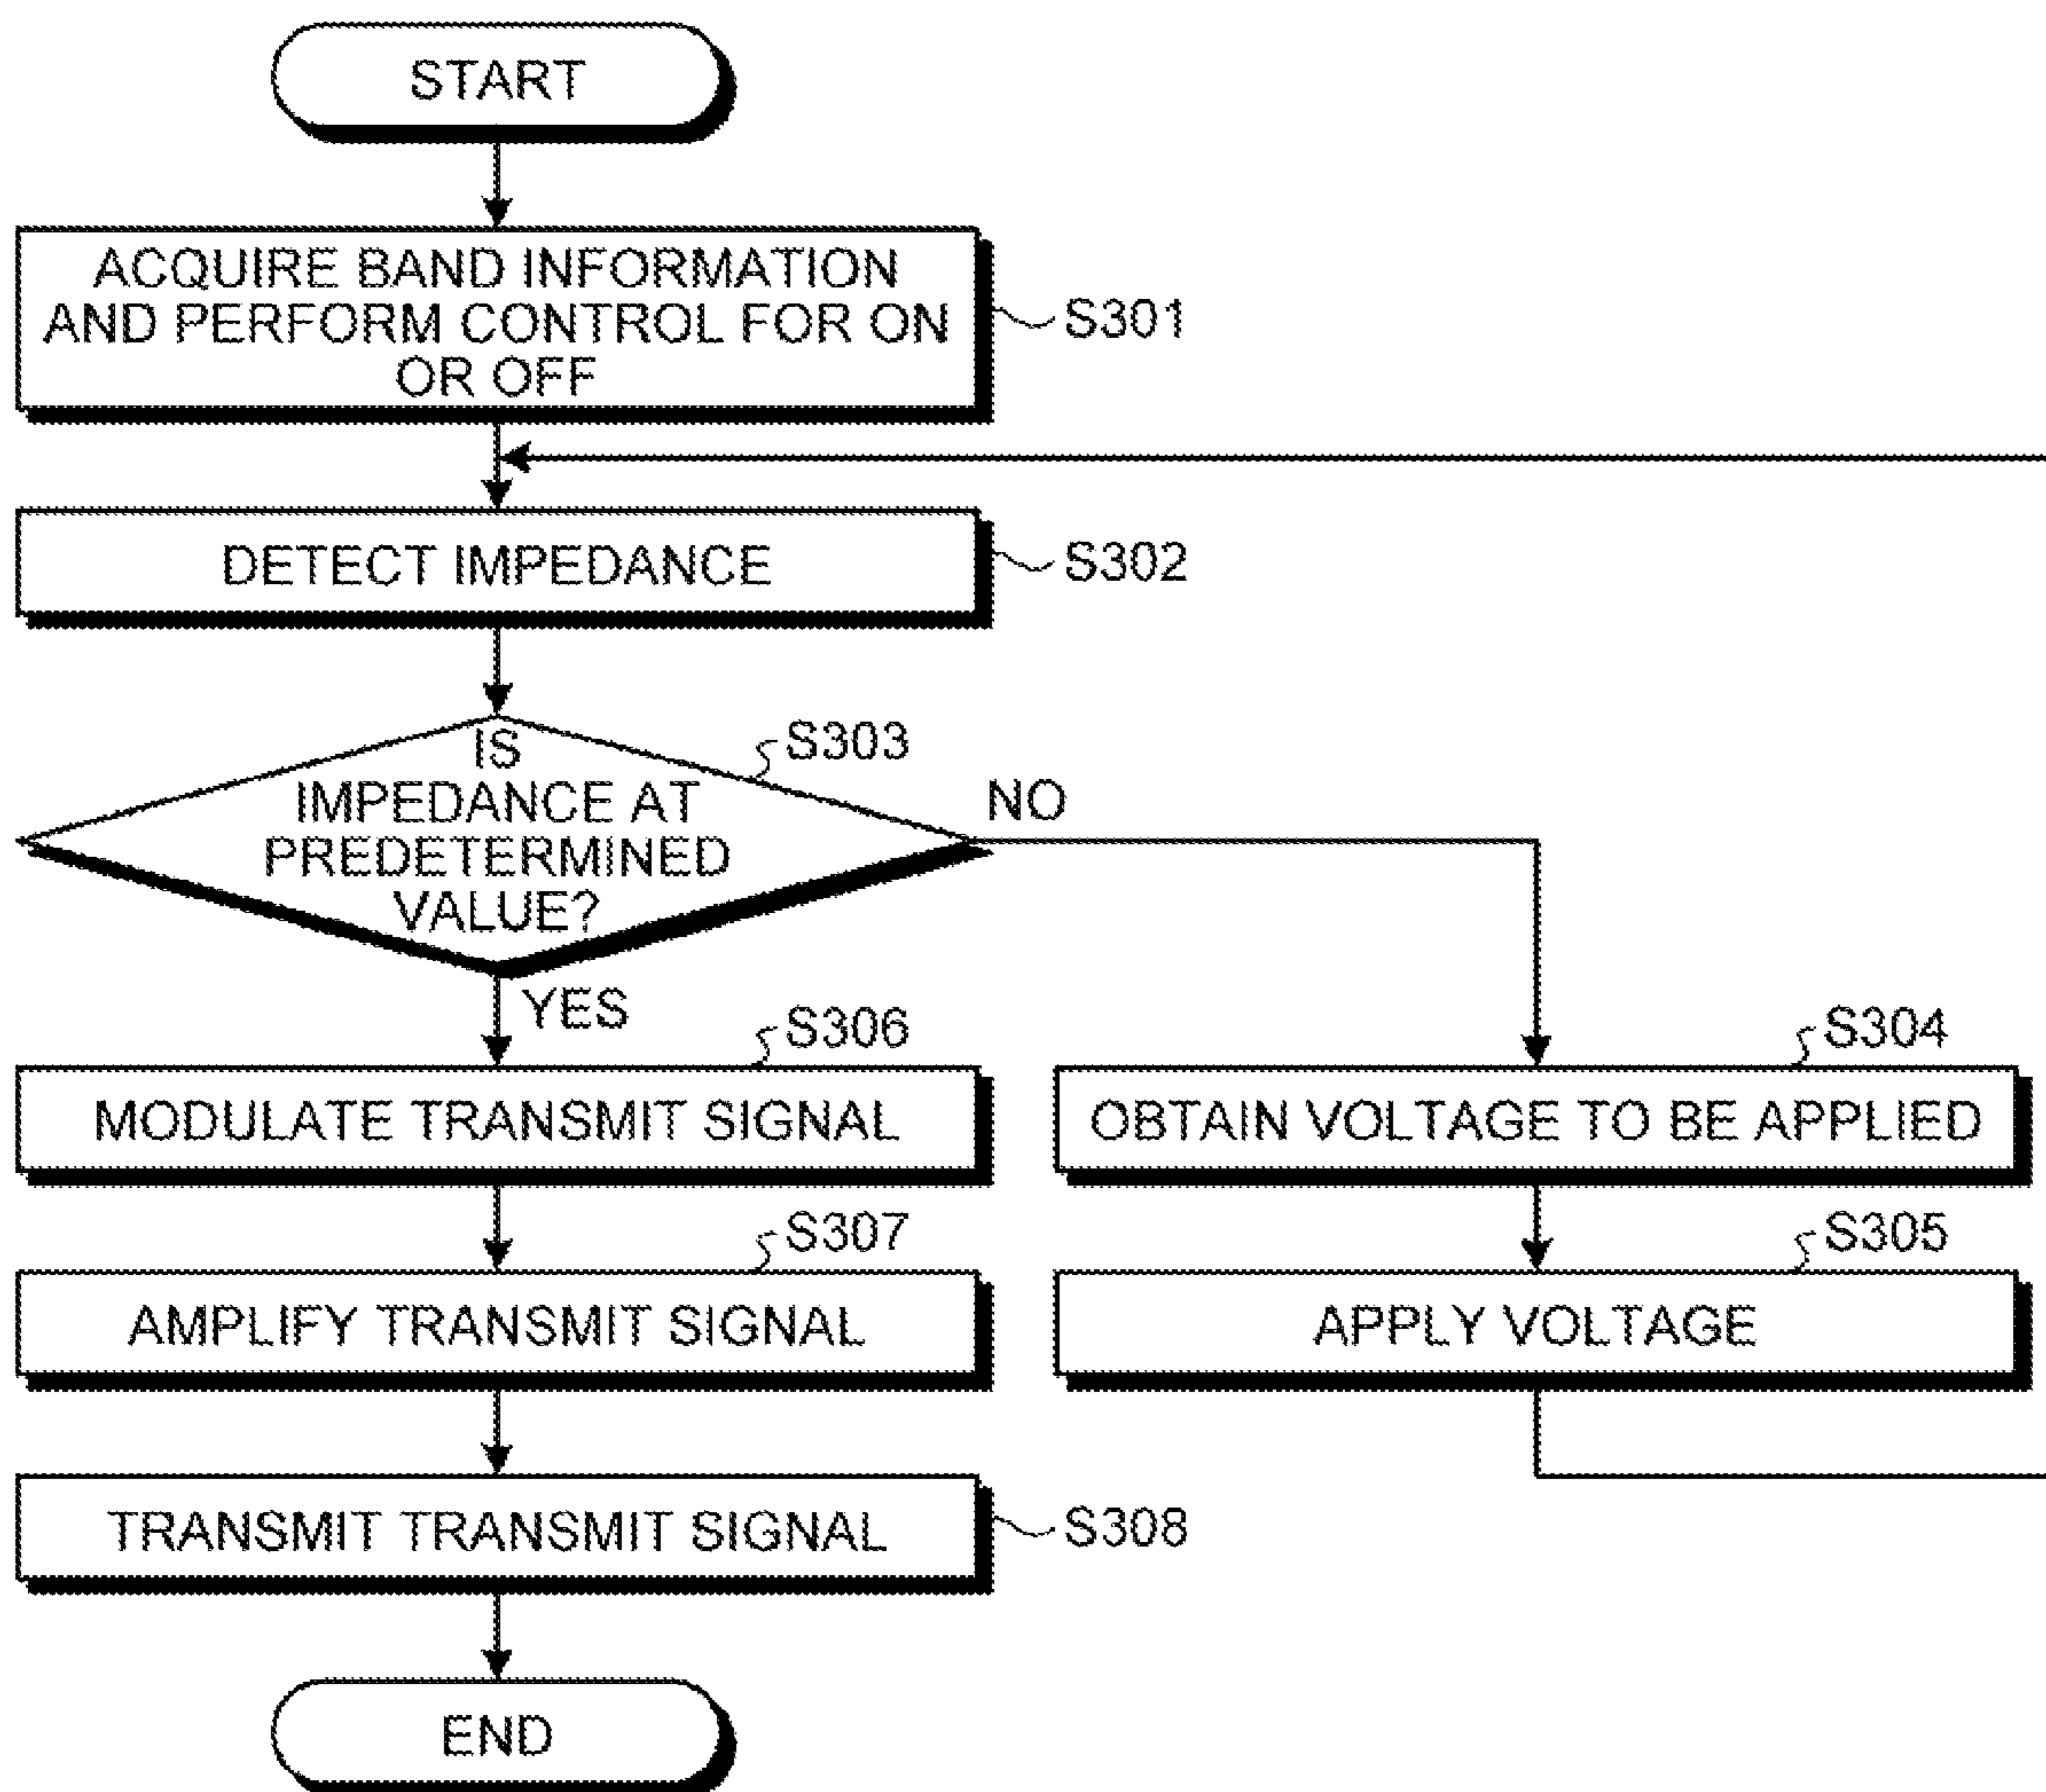 START
ACQUIRE BAND INFORMATION
AND PERFORM CONTROL FOR ON
OR OFF
S301
DETECT IMPEDANCE
S302
IS
IMPEDANCE AT
PREDETERMINED
VALUE?
S303
NO
YES
S306
MODULATE TRANSMIT SIGNAL
S304
OBTAIN VOLTAGE TO BE APPLIED
S307
AMPLIFY TRANSMIT SIGNAL
S305
APPLY VOLTAGE
TRANSMIT TRANSMIT SIGNAL
S308
END